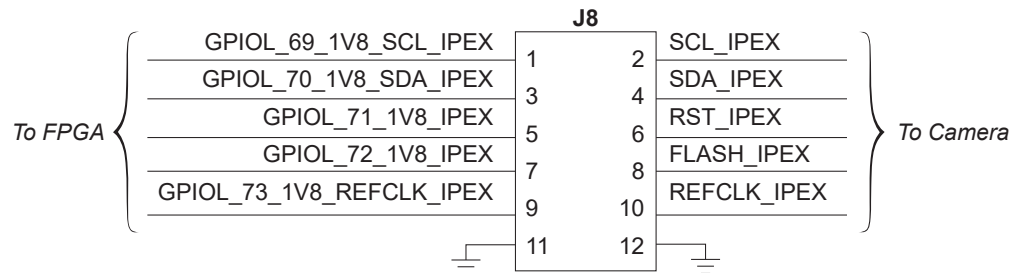 J8
GPIOL_69_1V8_SCL_IPEX 1 2 SCL_IPEX
GPIOL_70_1V8_SDA_IPEX 3 4 SDA_IPEX
GPIOL_71_1V8_IPEX 5 6 RST_IPEX
To FPGA To Camera
GPIOL_72_1V8_IPEX 7 8 FLASH_IPEX
GPIOL_73_1V8_REFCLK_IPEX 9 10 REFCLK_IPEX
11 12